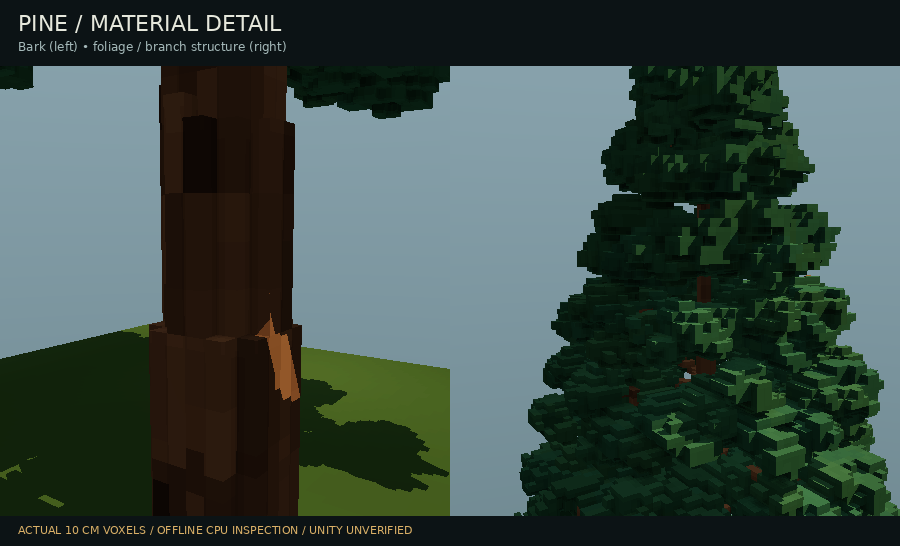 PINE / MATERIAL DETAIL
Bark (left) • foliage / branch structure (right)
ACTUAL 10 CM VOXELS / OFFLINE CPU INSPECTION / UNITY UNVERIFIED